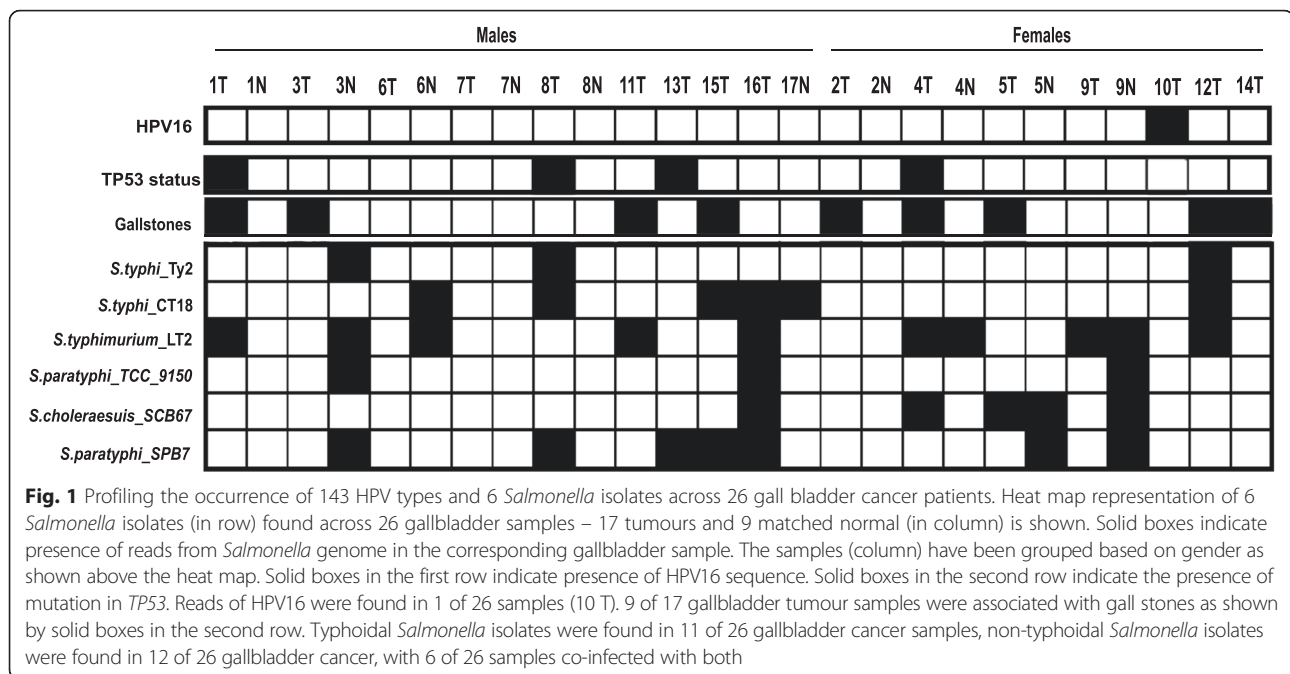 Males Females
1T 1N 3T 3N 6T 6N 7T 7N 8T 8N 11T 13T 15T 16T 17N 2T 2N 4T 4N 5T 5N 9T 9N 10T 12T 14T
HPV16
TP53 status
Gallstones
S.typhi_Ty2
S.typhi_CT18
S.typhimurium_LT2
S.paratyphi_TCC_9150
S.choleraesuis_SCB67
S.paratyphi_SPB7
Fig. 1 Profiling the occurrence of 143 HPV types and 6 Salmonella isolates across 26 gall bladder cancer patients. Heat map representation of 6
Salmonella isolates (in row) found across 26 gallbladder samples – 17 tumours and 9 matched normal (in column) is shown. Solid boxes indicate
presence of reads from Salmonella genome in the corresponding gallbladder sample. The samples (column) have been grouped based on gender as
shown above the heat map. Solid boxes in the first row indicate presence of HPV16 sequence. Solid boxes in the second row indicate the presence of
mutation in TP53. Reads of HPV16 were found in 1 of 26 samples (10 T). 9 of 17 gallbladder tumour samples were associated with gall stones as shown
by solid boxes in the second row. Typhoidal Salmonella isolates were found in 11 of 26 gallbladder cancer samples, non-typhoidal Salmonella isolates
were found in 12 of 26 gallbladder cancer, with 6 of 26 samples co-infected with both